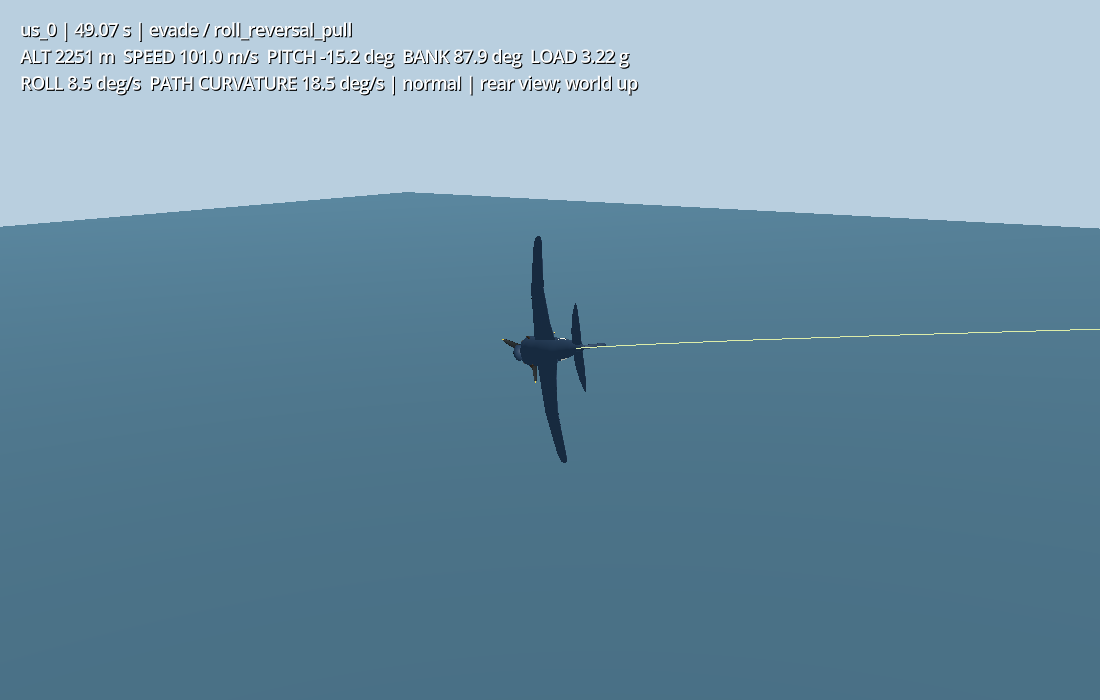 us_0 | 49.07 s | evade / roll_reversal_pull
ALT 2251 m  SPEED 101.0 m/s  PITCH -15.2 deg  BANK 87.9 deg  LOAD 3.22 g
ROLL 8.5 deg/s  PATH CURVATURE 18.5 deg/s | normal | rear view; world up